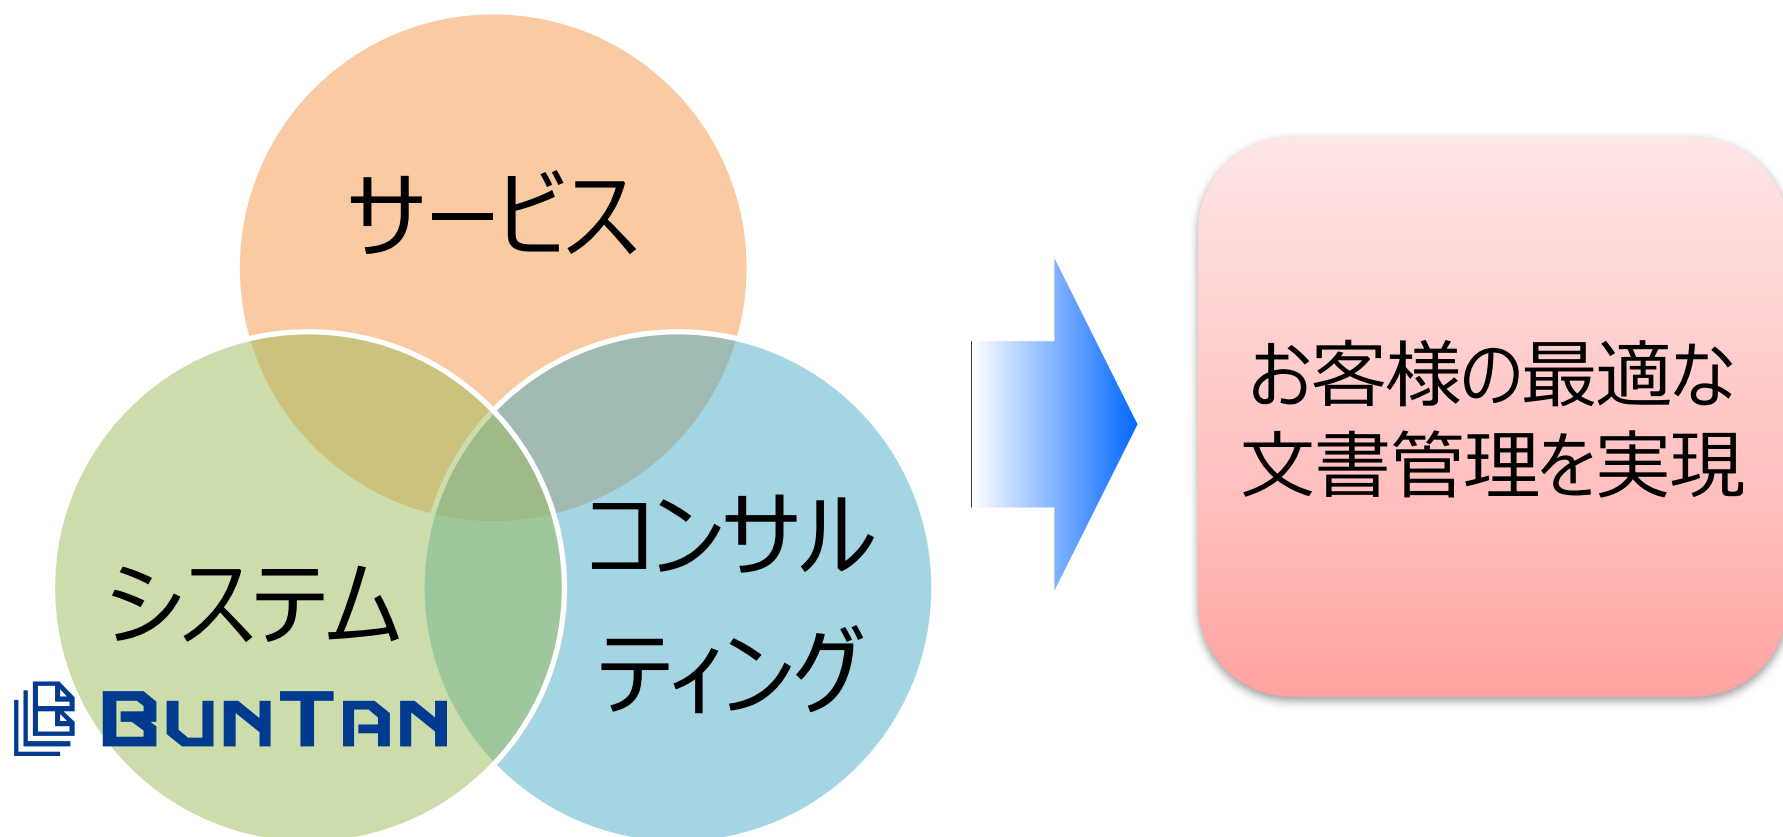 サービス
システム
BUNTAN
コンサル
ティング
お客様の最適な
文書管理を実現